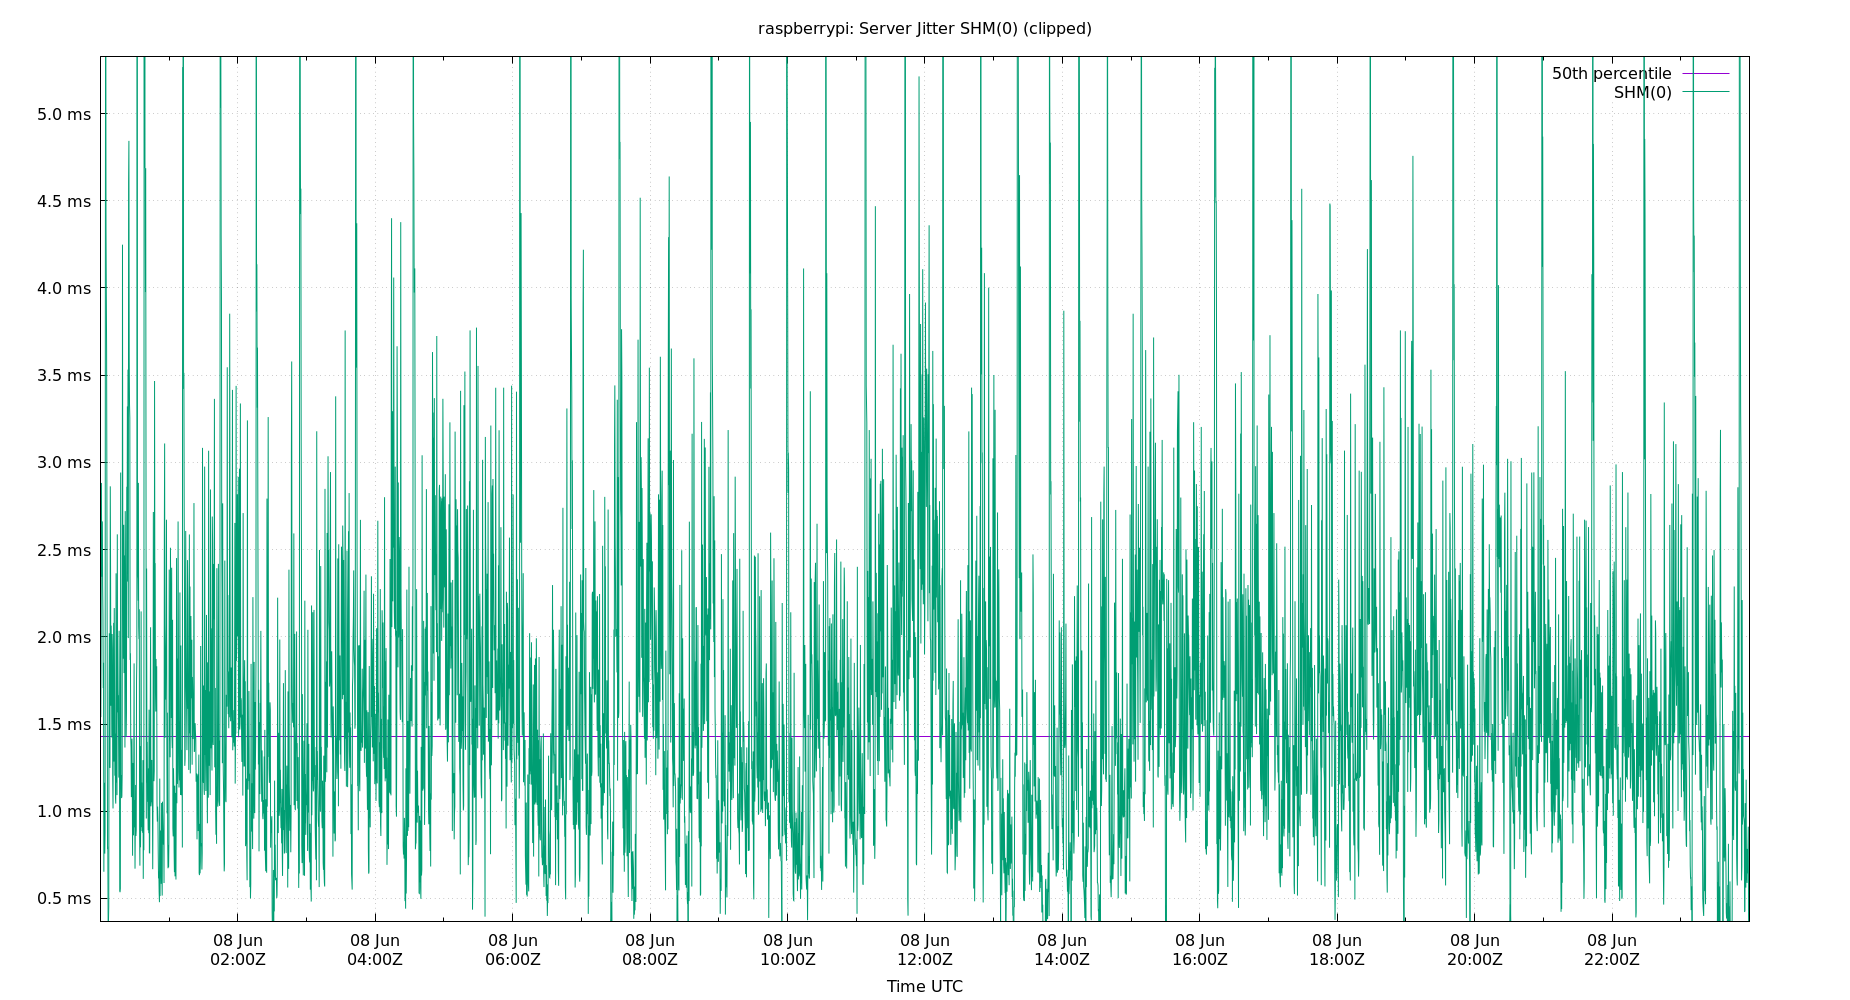 raspberrypi: Server Jitter SHM(0) (clipped)
50th percentile
SHM(0)
5.0 ms
4.5 ms
4.0 ms
3.5 ms
3.0 ms
2.5 ms
2.0 ms
1.5 ms
1.0 ms
0.5 ms
08 Jun 08 Jun 08 Jun 08 Jun 08 Jun 08 Jun 08 Jun 08 Jun 08 Jun 08 Jun 08 Jun
02:00Z 04:00Z 06:00Z 08:00Z 10:00Z 12:00Z 14:00Z 16:00Z 18:00Z 20:00Z 22:00Z
Time UTC